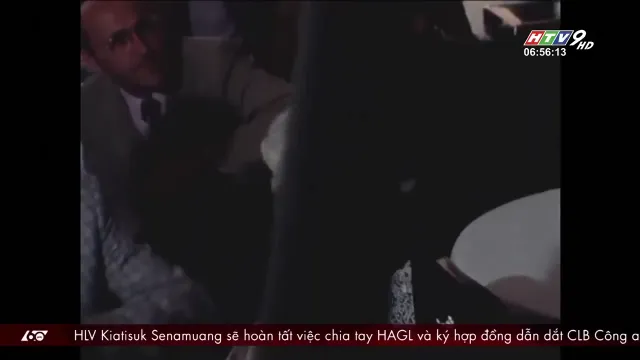 HTV9 HD
06:56:13
60 HLV Kiatisuk Senamuang sẽ hoàn tất việc chia tay HAGL và ký hợp đồng dẫn dắt CLB Công a